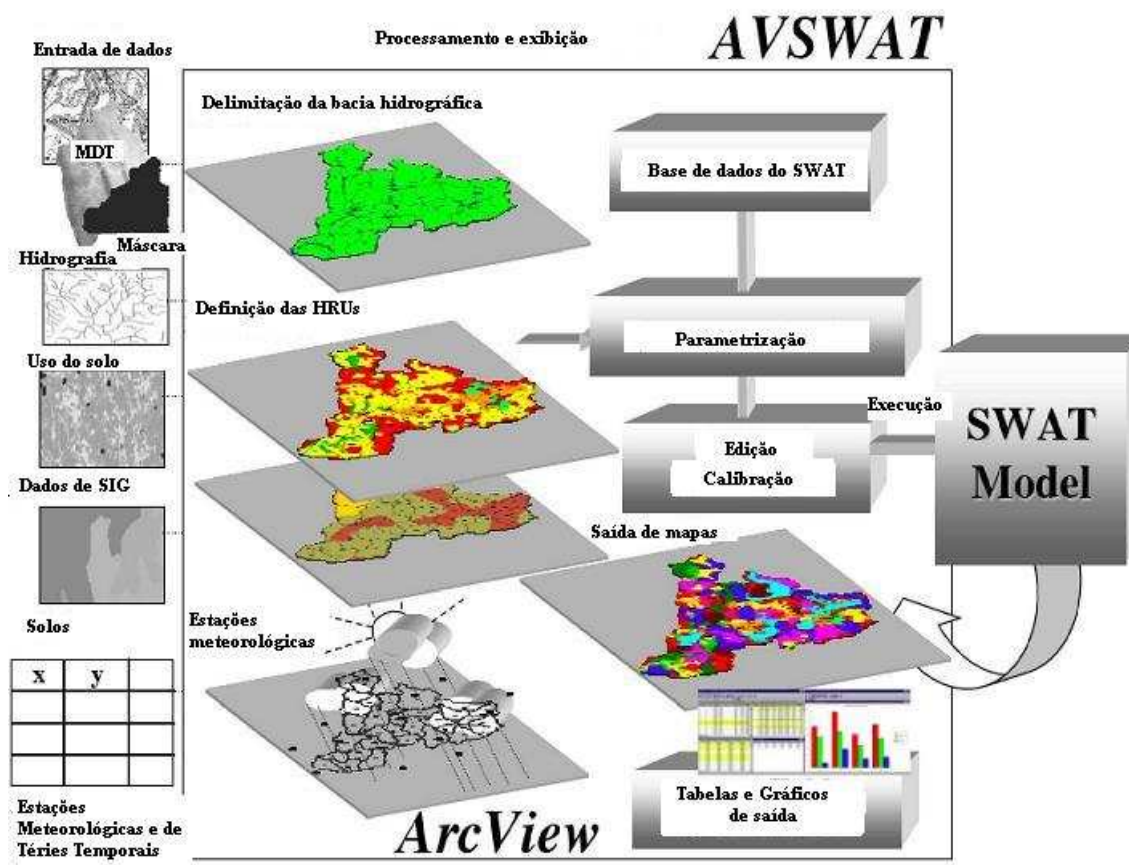 AVSWAT
Processamento e exibição
Entrada de dados
MDT
Máscara
Hidrografia
Uso do solo
Dados de SIG
Solos
x y
Estações
Meteorológicas e de
Téries Temporais
Delimitação da bacia hidrográfica
Definição das HRUs
Estações
meteorológicas
Base de dados do SWAT
Parametrização
Edição
Calibração
Execução
SWAT
Model
Saída de mapas
Tabelas e Gráficos
de saída
ArcView